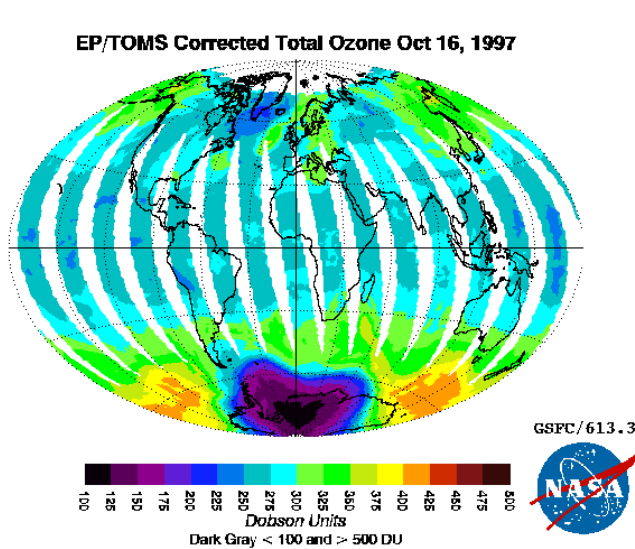 EP/TOMS Corrected Total Ozone Oct 16, 1997
GSFC/613.3
NASA
100 125 150 175 200 225 250 275 300 325 350 375 400 425 450 475 500
Dobson Units
Dark Gray < 100 and > 500 DU